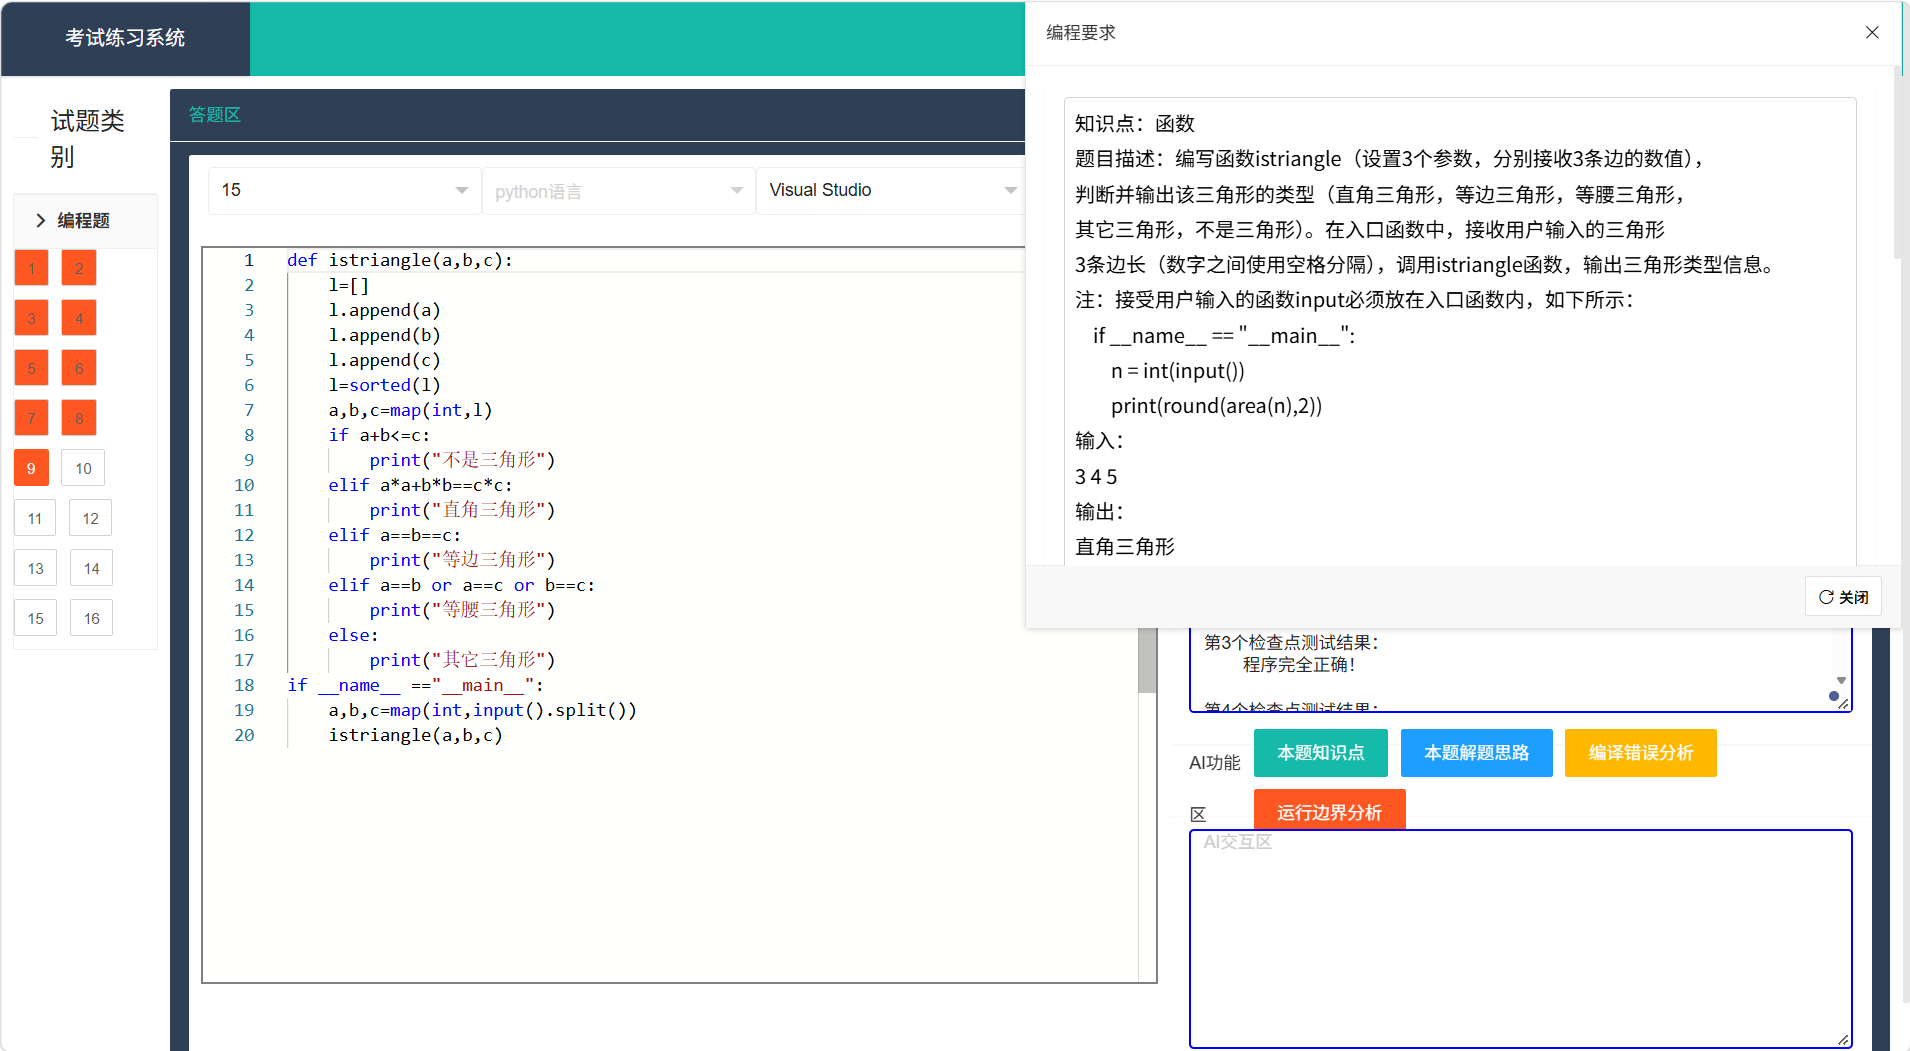 考试练习系统
编程要求
试题类
别
编程题
1 2
3 4
5 6
7 8
9 10
11 12
13 14
15 16
答题区
15 python语言 Visual Studio
1 def istriangle(a,b,c):
2 l=[]
3 l.append(a)
4 l.append(b)
5 l.append(c)
6 l=sorted(l)
7 a,b,c=map(int,l)
8 if a+b<=c:
9 print("不是三角形")
10 elif a*a+b*b==c*c:
11 print("直角三角形")
12 elif a==b==c:
13 print("等边三角形")
14 elif a==b or a==c or b==c:
15 print("等腰三角形")
16 else:
17 print("其它三角形")
18 if __name__ =="__main__":
19 a,b,c=map(int,input().split())
20 istriangle(a,b,c)
知识点：函数
题目描述：编写函数istriangle（设置3个参数，分别接收3条边的数值），
判断并输出该三角形的类型（直角三角形，等边三角形，等腰三角形，
其它三角形，不是三角形）。在入口函数中，接收用户输入的三角形
3条边长（数字之间使用空格分隔），调用istriangle函数，输出三角形类型信息。
注：接受用户输入的函数input必须放在入口函数内，如下所示：
if __name__ == "__main__":
n = int(input())
print(round(area(n),2))
输入：
3 4 5
输出：
直角三角形
关闭
第3个检查点测试结果：
程序完全正确！
第4个检查点测试结果：
AI功能 本题知识点 本题解题思路 编译错误分析
区 运行边界分析
AI交互区